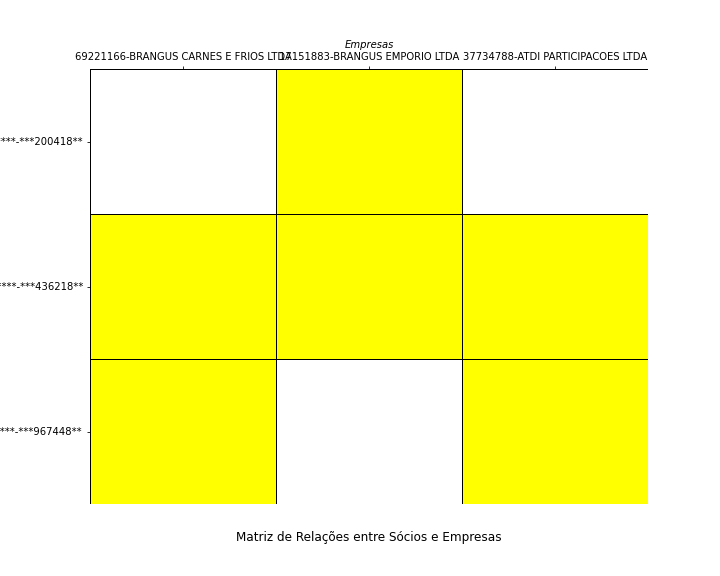 Empresas
69221166-BRANGUS CARNES E FRIOS LTDA 17151883-BRANGUS EMPORIO LTDA 37734788-ATDI PARTICIPACOES LTDA
***-***200418**
****-***436218**
***-***967448**
Matriz de Relações entre Sócios e Empresas